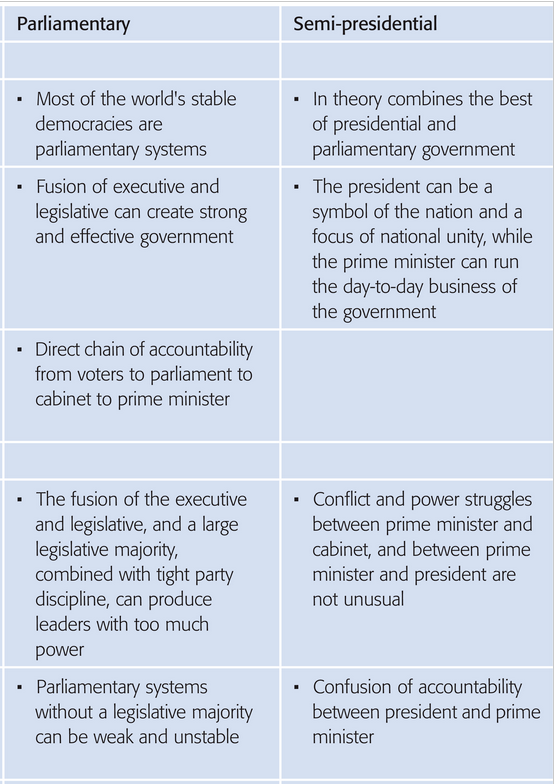 Parliamentary
Semi-presidential
▪ Most of the world's stable
democracies are
parliamentary systems
▪ In theory combines the best
of presidential and
parliamentary government
▪ Fusion of executive and
legislative can create strong
and effective government
▪ The president can be a
symbol of the nation and a
focus of national unity, while
the prime minister can run
the day-to-day business of
the government
▪ Direct chain of accountability
from voters to parliament to
cabinet to prime minister
▪ The fusion of the executive
and legislative, and a large
legislative majority,
combined with tight party
discipline, can produce
leaders with too much
power
▪ Conflict and power struggles
between prime minister and
cabinet, and between prime
minister and president are
not unusual
▪ Parliamentary systems
without a legislative majority
can be weak and unstable
▪ Confusion of accountability
between president and prime
minister